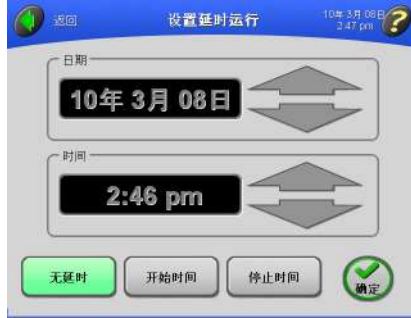 返回
设置延时运行
10年 3月 08日
2:47 pm
?
日期
10年 3月 08日
时间
2:46 pm
无延时
开始时间
停止时间
确定